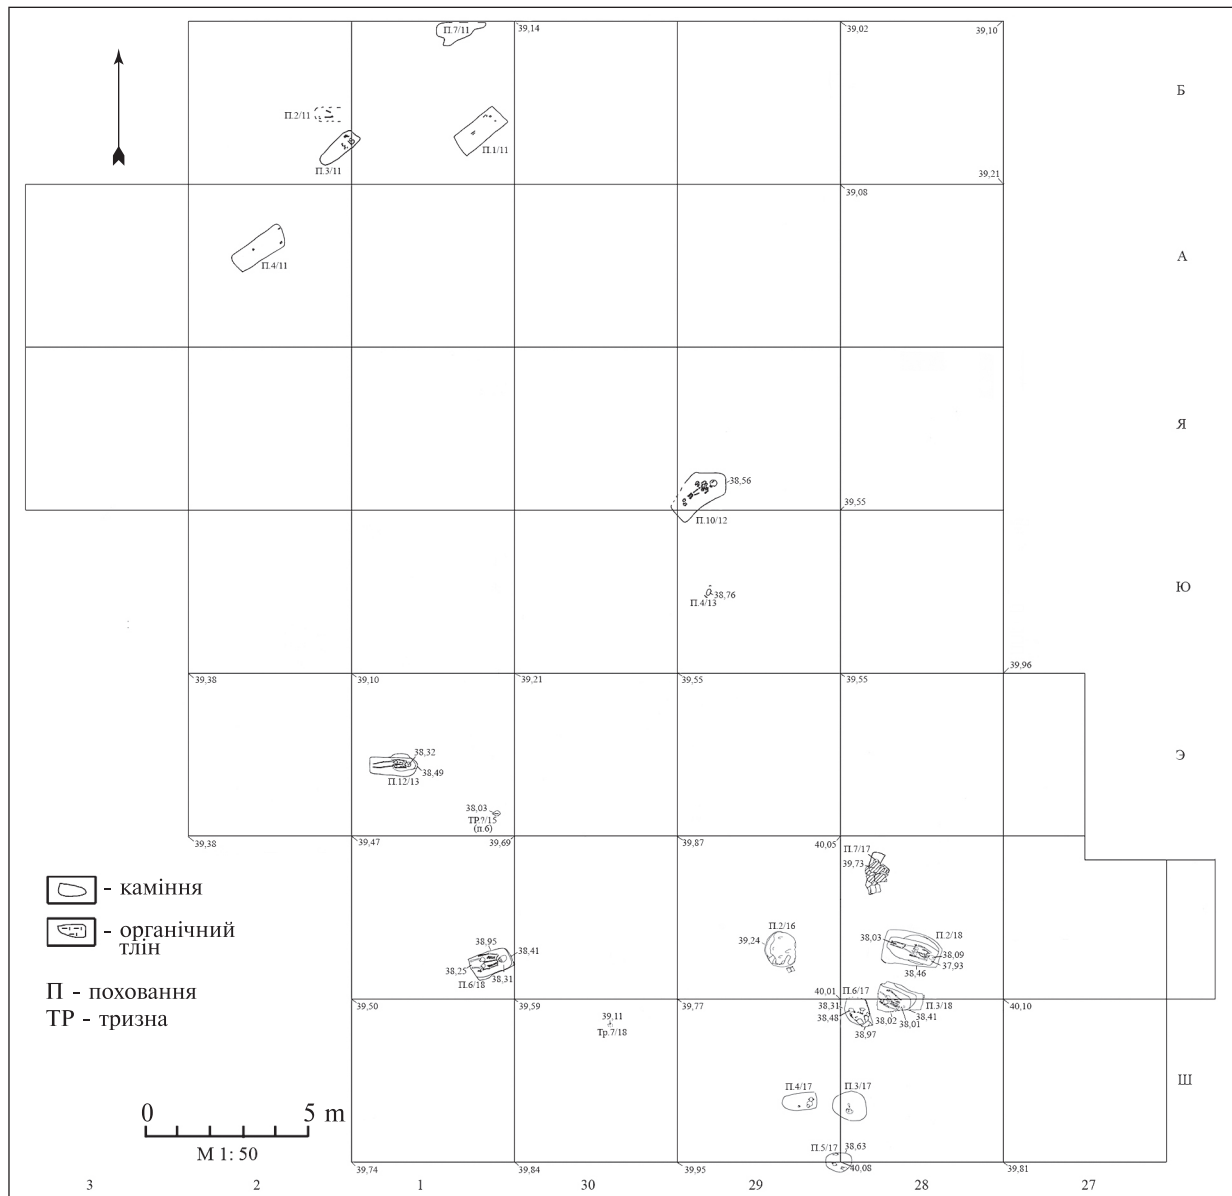 П.7/11
39,14
39,02
39,10
Б
П.2/11
П.1/11
П.3/11
39,21
39,08
А
П.4/11
Я
38,56
39,55
П.10/12
Ю
38,76
П.4/13
39,96
39,38
39,10
39,21
39,55
39,55
Э
38,32
38,49
П.12/13
38,03
ТР.7/15
(п.6)
39,38
39,47
39,69
39,87
40,05
П.7/17
39,73
- каміння
- органічний
тлін
П.2/16
39,24
П.2/18
38,03
38,09
37,93
38,46
38,95
38,41
38,25
38,31
П.6/18
П - поховання
ТР - тризна
39,50
39,59
39,77
40,01
П.6/17
П.3/18
40,10
38,31
38,48
38,97
38,02
38,01
38,41
39,11
Тр.7/18
Ш
П.4/17
П.3/17
0
5 m
М 1: 50
П.5/17
38,63
39,74
39,84
39,95
40,08
39,81
3
2
1
30
29
28
27